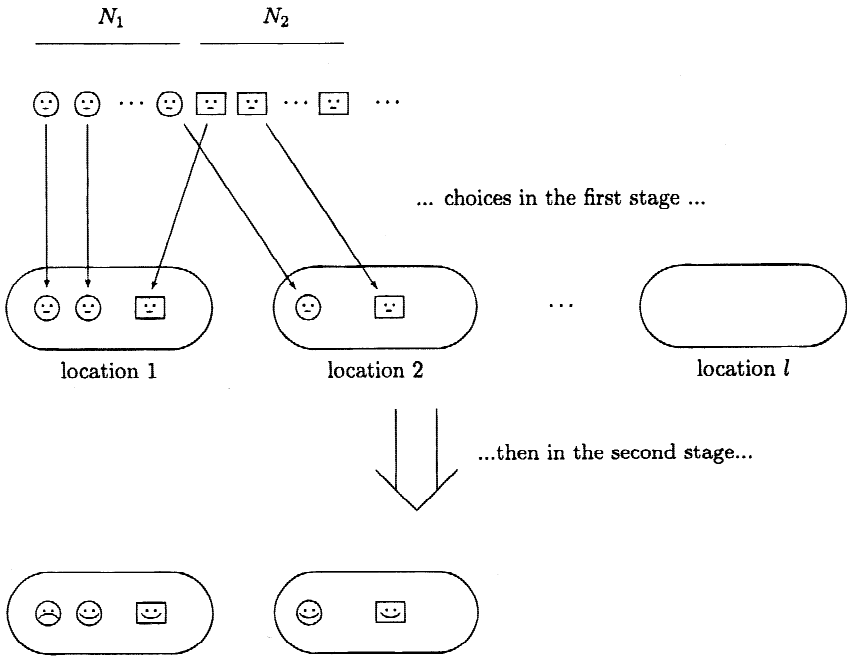 N₁ N₂
... choices in the first stage ...
...
location 1 location 2 location l
...then in the second stage...